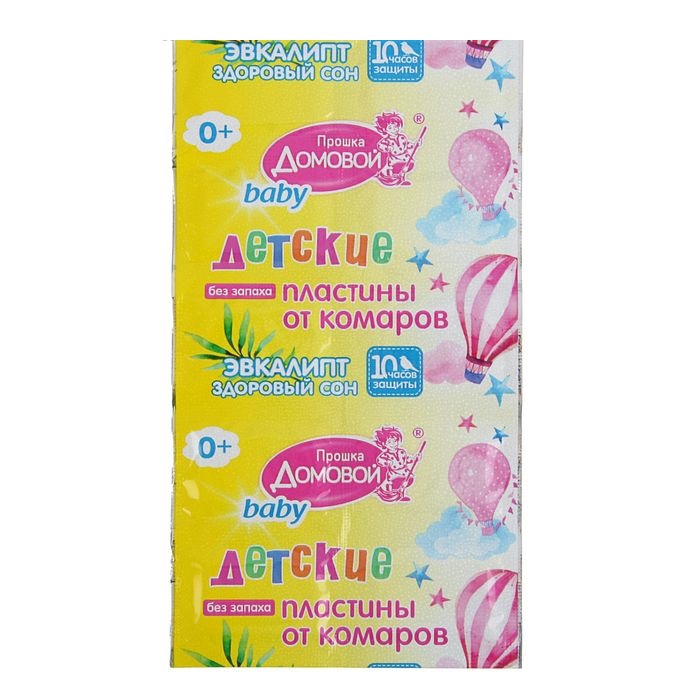 ЭВКАЛИПТ
ЗДОРОВЫЙ СОН
10 часов защиты
0+
Прошка
ДОМОВОЙ ®
baby
Детские
без запаха пластины
от комаров
ЭВКАЛИПТ
ЗДОРОВЫЙ СОН
10 часов защиты
0+
Прошка
ДОМОВОЙ ®
baby
Детские
без запаха пластины
от комаров